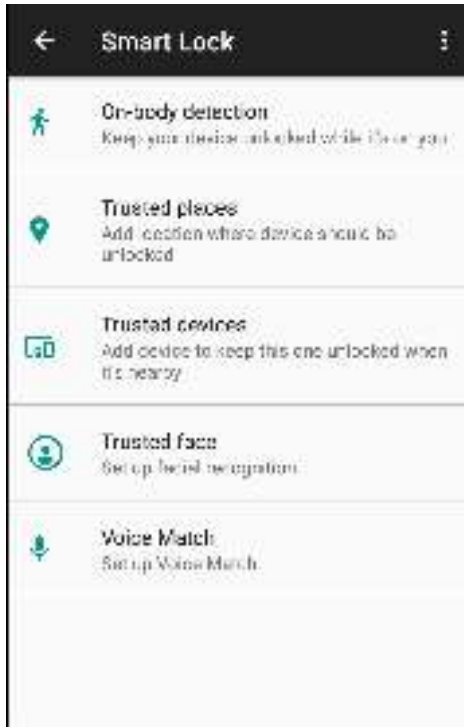 Smart Lock
On-body detection
Keep your device unlocked while it's on you
Trusted places
Add location where device should be
unlocked
Trusted devices
Add device to keep this one unlocked when
it's nearby
Trusted face
Set up facial recognition
Voice Match
Set up Voice Match